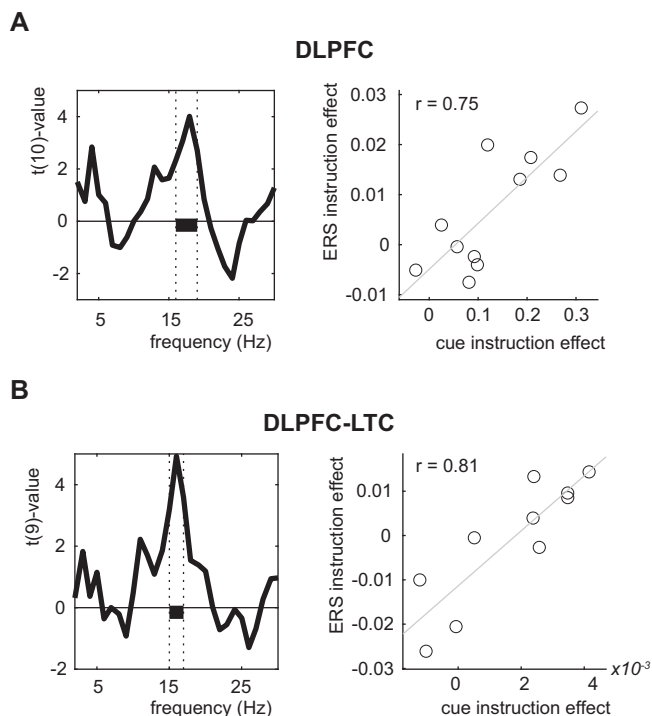 A
DLPFC
t(10)-value
4
2
0
-2
5
15
25
frequency (Hz)
ERS instruction effect
0.03
0.02
0.01
0
-0.01
r = 0.75
0
0.1
0.2
0.3
cue instruction effect
B
DLPFC-LTC
t(9)-value
4
2
0
-2
5
15
25
frequency (Hz)
ERS instruction effect
0.01
0
-0.01
-0.02
-0.03
r = 0.81
0
2
4
x10-3
cue instruction effect